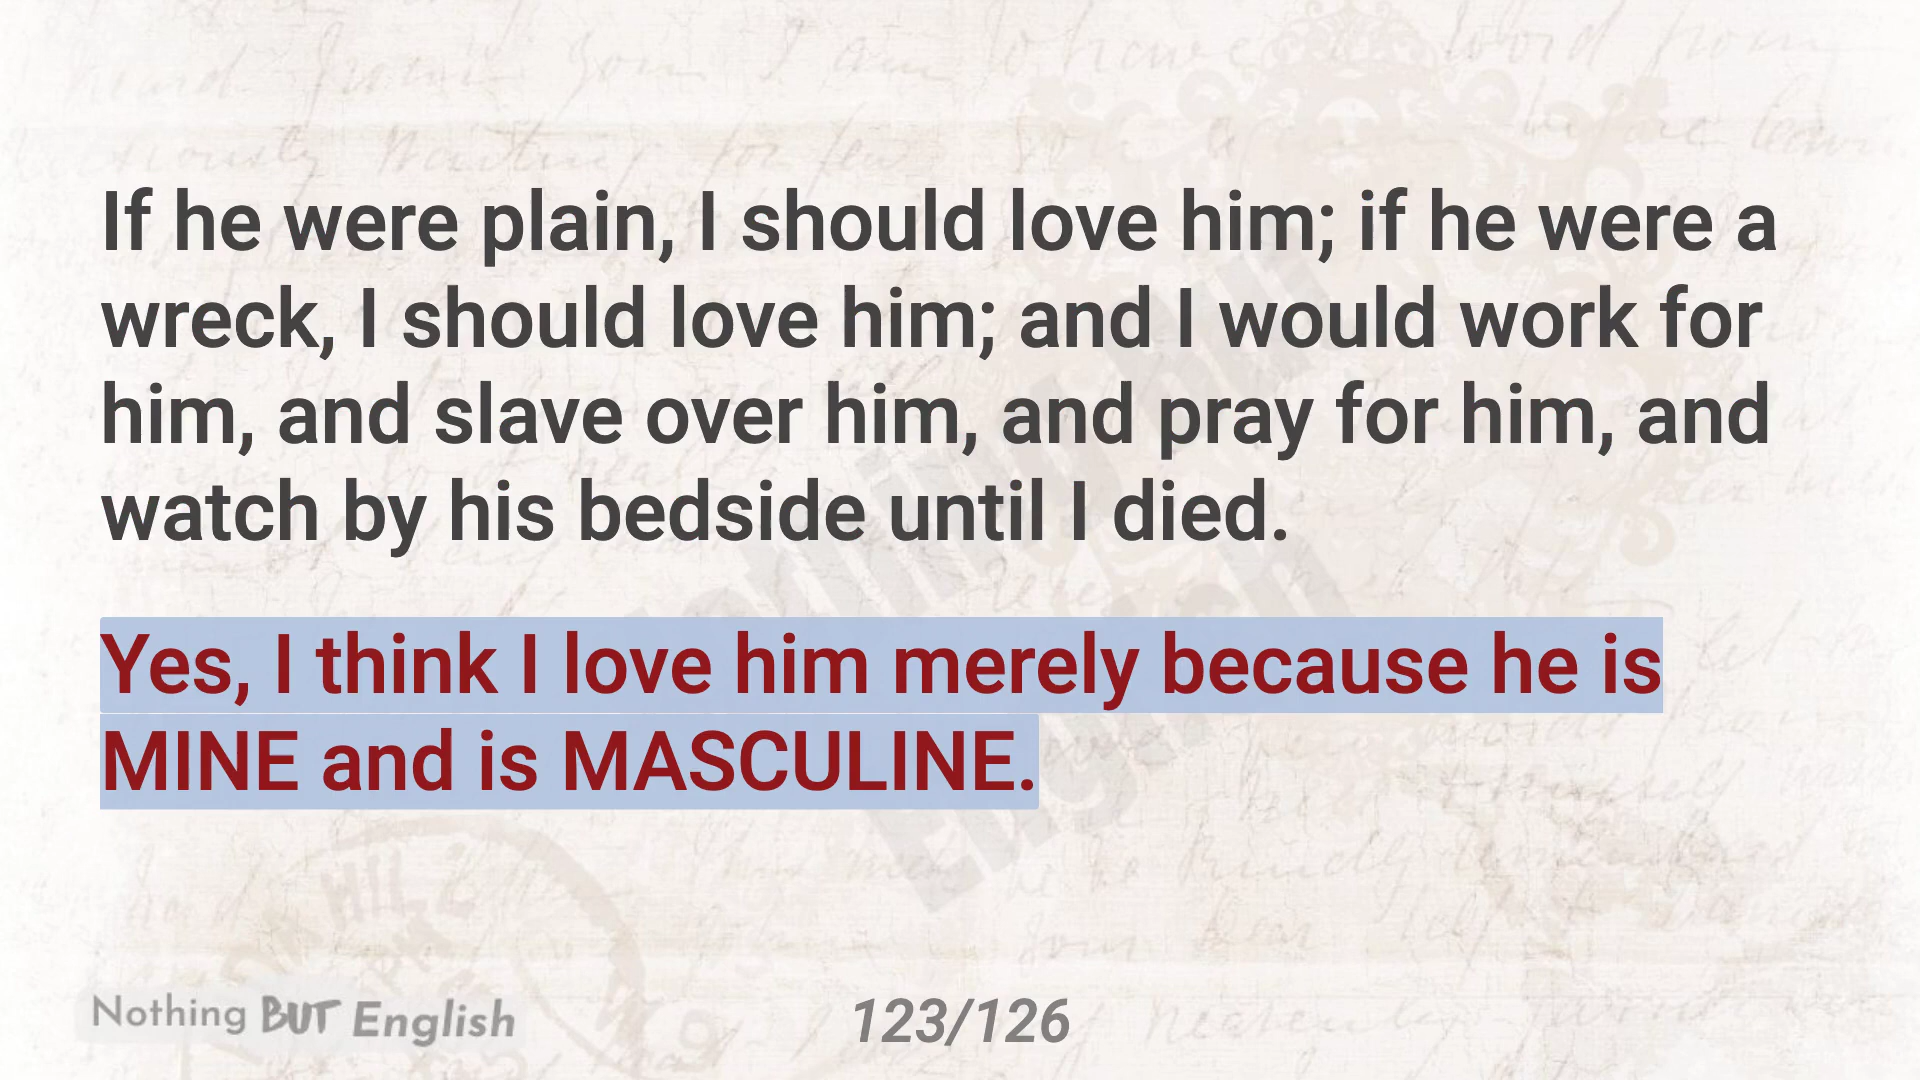 If he were plain, I should love him; if he were a
wreck, I should love him; and I would work for
him, and slave over him, and pray for him, and
watch by his bedside until I died.
Yes, I think I love him merely because he is
MINE and is MASCULINE.
Nothing BUT English
123/126